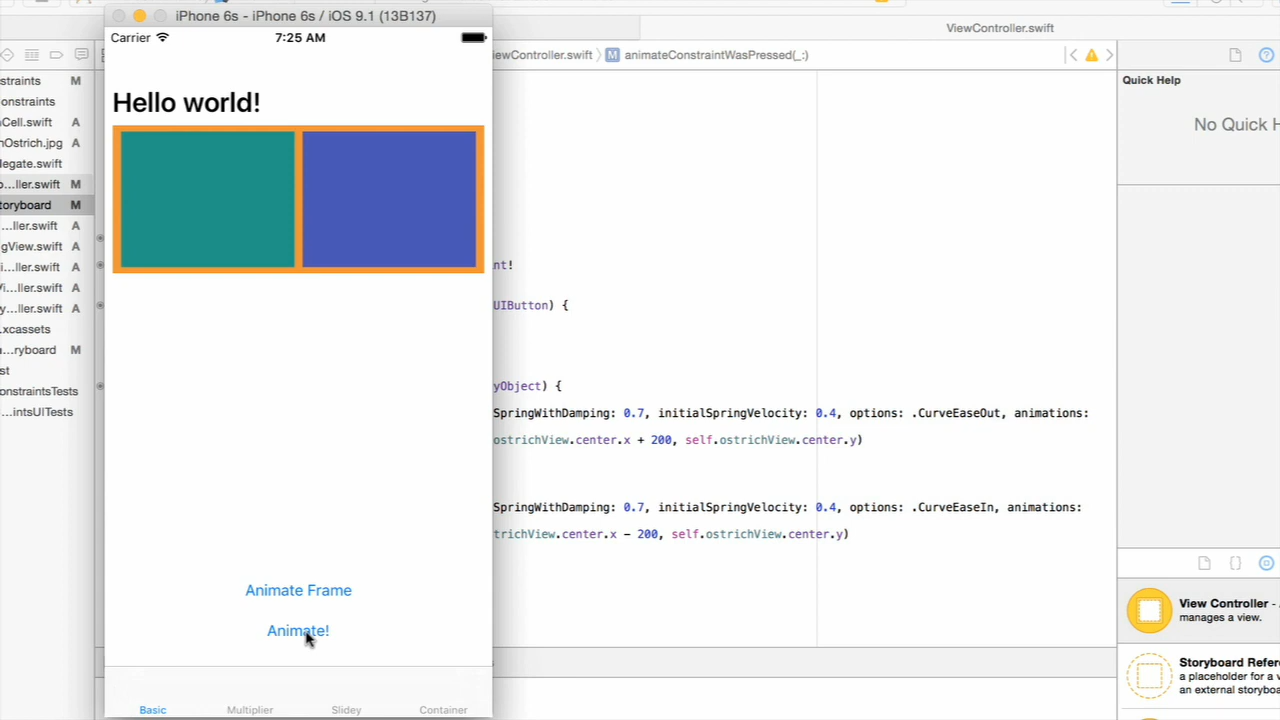 iPhone 6s - iPhone 6s / iOS 9.1 (13B137)
ViewController.swift
Carrier
7:25 AM
iewController.swift
M
animateConstraintWasPressed(_:)
Quick Help
No Quick H
straints M
onstraints
Cell.swift A
nOstrich.jpg A
legate.swift
o...ller.swift M
toryboard M
...ller.swift A
gView.swift A
i...ller.swift A
/i...ller.swift A
y...ller.swift A
.xcassets
a...ryboard M
st
onstraintsTests
...intsUITests
Hello world!
nt!
UIButton) {
yObject) {
SpringWithDamping: 0.7, initialSpringVelocity: 0.4, options: .CurveEaseOut, animations:
ostrichView.center.x + 200, self.ostrichView.center.y)
SpringWithDamping: 0.7, initialSpringVelocity: 0.4, options: .CurveEaseIn, animations:
trichView.center.x - 200, self.ostrichView.center.y)
Animate Frame
Animate!
Basic
Multiplier
Slidey
Container
{ }
View Controller -
manages a view.
Storyboard Refere
a placeholder for a v
an external storyboa